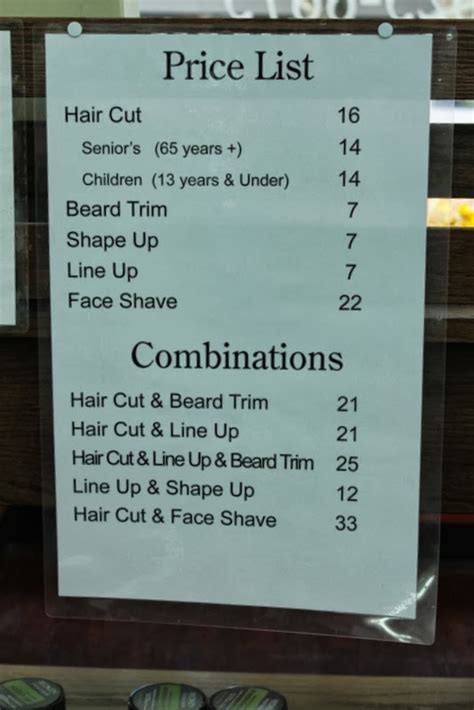 Price List
Hair Cut 16
Senior's (65 years +) 14
Children (13 years & Under) 14
Beard Trim 7
Shape Up 7
Line Up 7
Face Shave 22
Combinations
Hair Cut & Beard Trim 21
Hair Cut & Line Up 21
Hair Cut & Line Up & Beard Trim 25
Line Up & Shape Up 12
Hair Cut & Face Shave 33